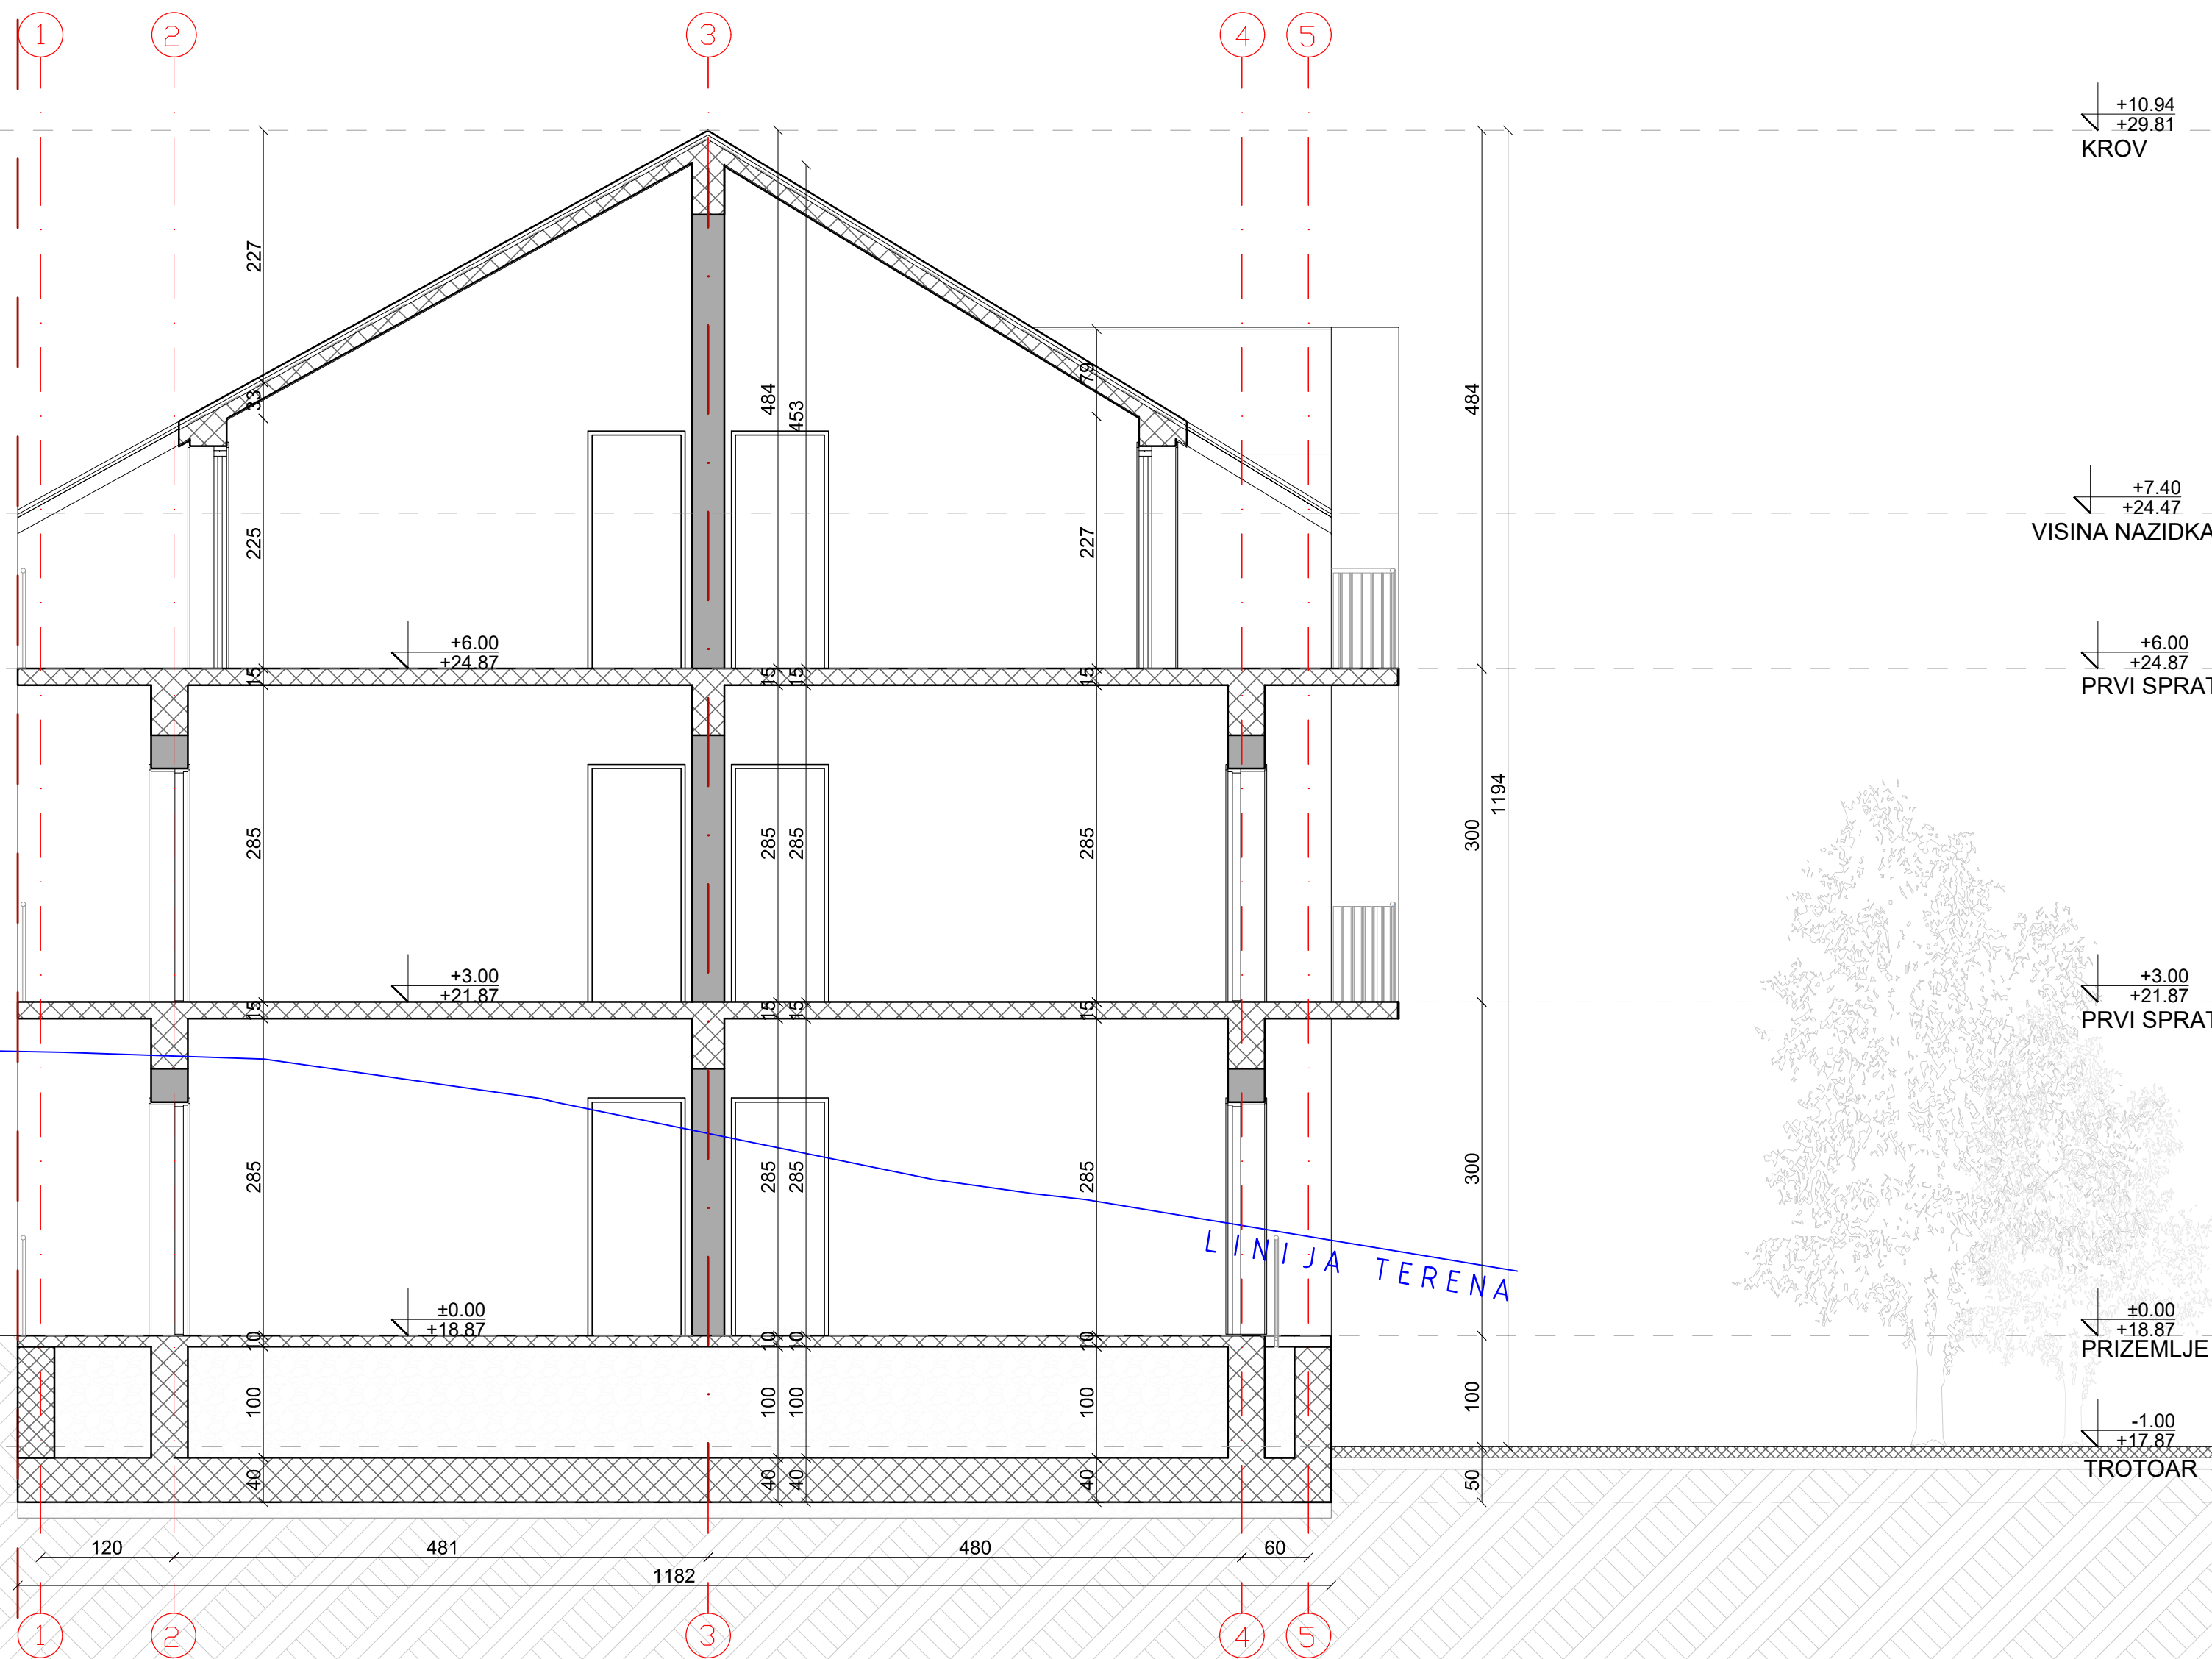 1 2 3 4 5
+10.94
+29.81
KROV
227
33
484
453
79
484
+7.40
+24.47
VISINA NAZIDKA
225
227
+6.00
+24.87
+6.00
+24.87
PRVI SPRAT
15 15 15 15
1194
285 285 285 285 300
+3.00
+21.87
+3.00
+21.87
PRVI SPRAT
15 15 15 15
285 285 285 285 300
LINIJA TERENA
±0.00
+18.87
±0.00
+18.87
PRIZEMLJE
10 10 10 10
100 100 100 100 100
-1.00
+17.87
TROTOAR
40 40 40 40 50
120 481 480 60
1182
1 2 3 4 5